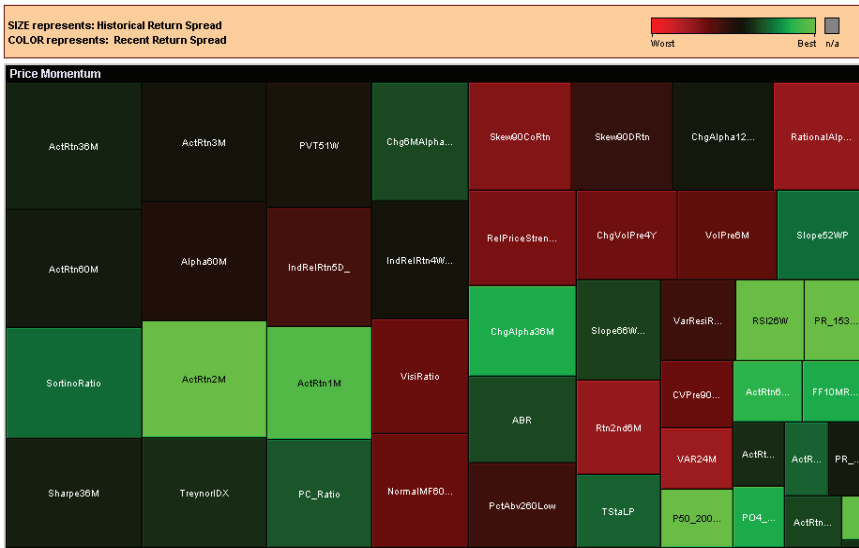 SIZE represents: Historical Return Spread
COLOR represents: Recent Return Spread
Worst
Best
n/a
Price Momentum
ActRtn36M
ActRtn3M
PVT51W
Chg6MAlpha...
Skew90CoRtn
Skew90DRtn
ChgAlpha12...
RationalAlp...
ActRtn60M
Alpha60M
IndRelRtn5D_
IndRelRtn4W...
RelPriceStren...
ChgVolPre4Y
VolPre6M
Slope52WP
SortinoRatio
ActRtn2M
ActRtn1M
VisiRatio
ChgAlpha36M
Slope66W...
VarResiR...
RSI26W
PR_153...
CVPre90...
ActRtn6...
FF10MR...
ABR
Rtn2nd6M
VAR24M
ActRt...
ActR...
PR_...
Sharpe36M
TreynorIDX
PC_Ratio
NormalMF60...
PctAbv260Low
TStaLP
P50_200...
PO4_...
ActRtn...